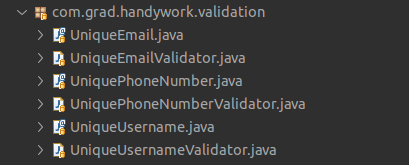 com.grad.handywork.validation
UniqueEmail.java
UniqueEmailValidator.java
UniquePhoneNumber.java
UniquePhoneNumberValidator.java
UniqueUsername.java
UniqueUsernameValidator.java